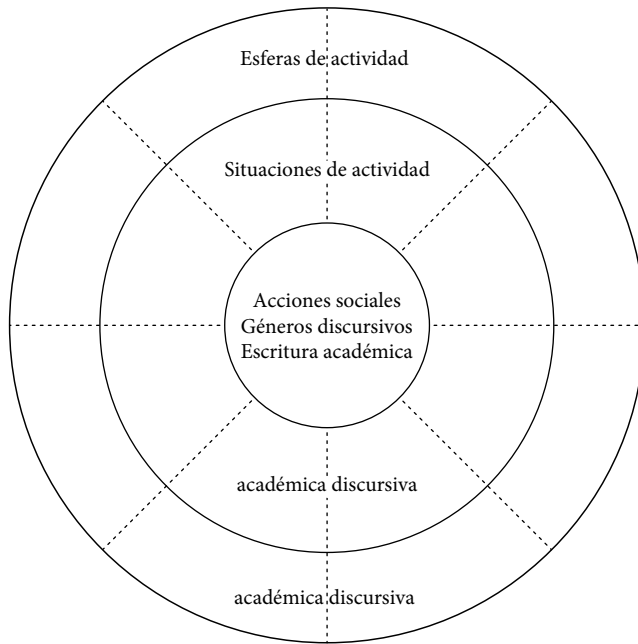 Esferas de actividad
Situaciones de actividad
Acciones sociales
Géneros discursivos
Escritura académica
académica discursiva
académica discursiva